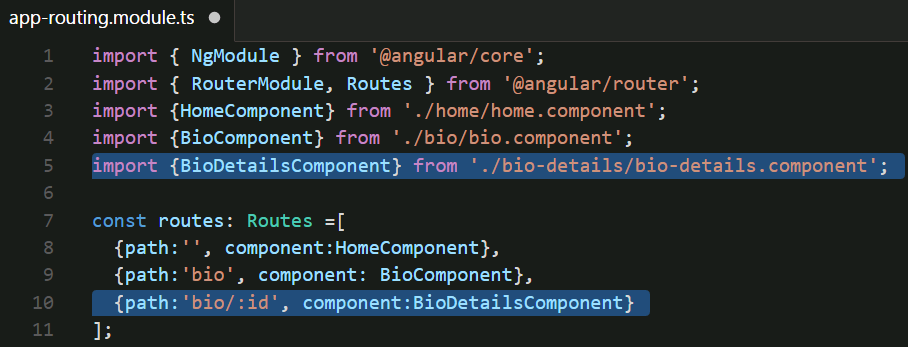 app-routing.module.ts
1 import { NgModule } from '@angular/core';
2 import { RouterModule, Routes } from '@angular/router';
3 import {HomeComponent} from './home/home.component';
4 import {BioComponent} from './bio/bio.component';
5 import {BioDetailsComponent} from './bio-details/bio-details.component';
6
7 const routes: Routes =[
8   {path:'', component:HomeComponent},
9   {path:'bio', component: BioComponent},
10   {path:'bio/:id', component:BioDetailsComponent}
11 ];